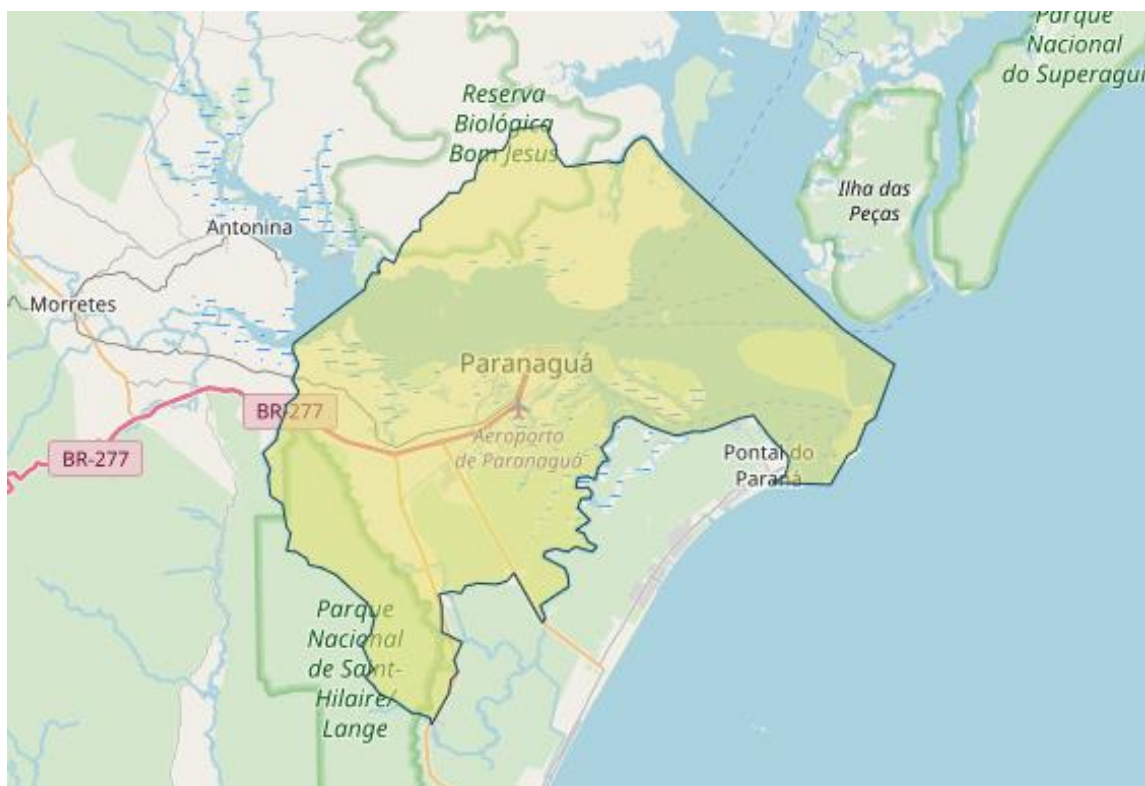 Parque
Nacional
do Superagui
Reserva
Biológica
Bom Jesus
Ilha das
Peças
Antonina
Morretes
Paranaguá
BR-277
Aeroporto
de Paranaguá
BR-277
Pontal do
Paraná
Parque
Nacional
de Saint-
Hilaire/
Lange